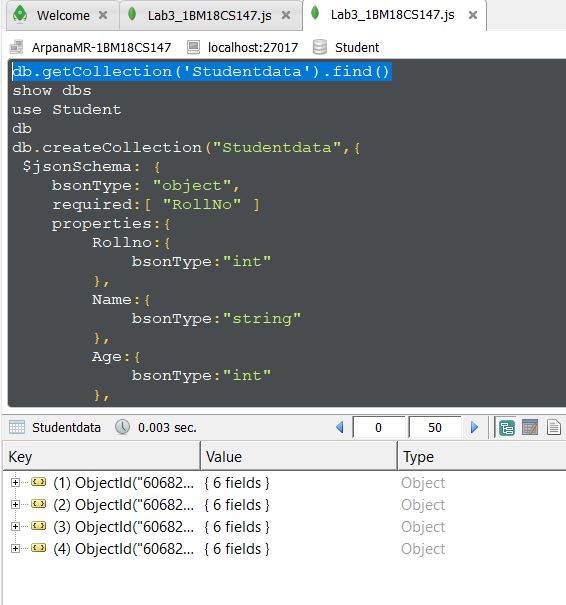 Welcome Lab3_1BM18CS147.js Lab3_1BM18CS147.js
ArpanaMR-1BM18CS147 localhost:27017 Student
db.getCollection('Studentdata').find()
show dbs
use Student
db
db.createCollection("Studentdata",{
$jsonSchema: {
bsonType: "object",
required:[ "RollNo" ]
properties:{
Rollno:{
bsonType:"int"
},
Name:{
bsonType:"string"
},
Age:{
bsonType:"int"
},
Studentdata 0.003 sec. 0 50
Key Value Type
(1) ObjectId("60682... { 6 fields } Object
(2) ObjectId("60682... { 6 fields } Object
(3) ObjectId("60682... { 6 fields } Object
(4) ObjectId("60682... { 6 fields } Object